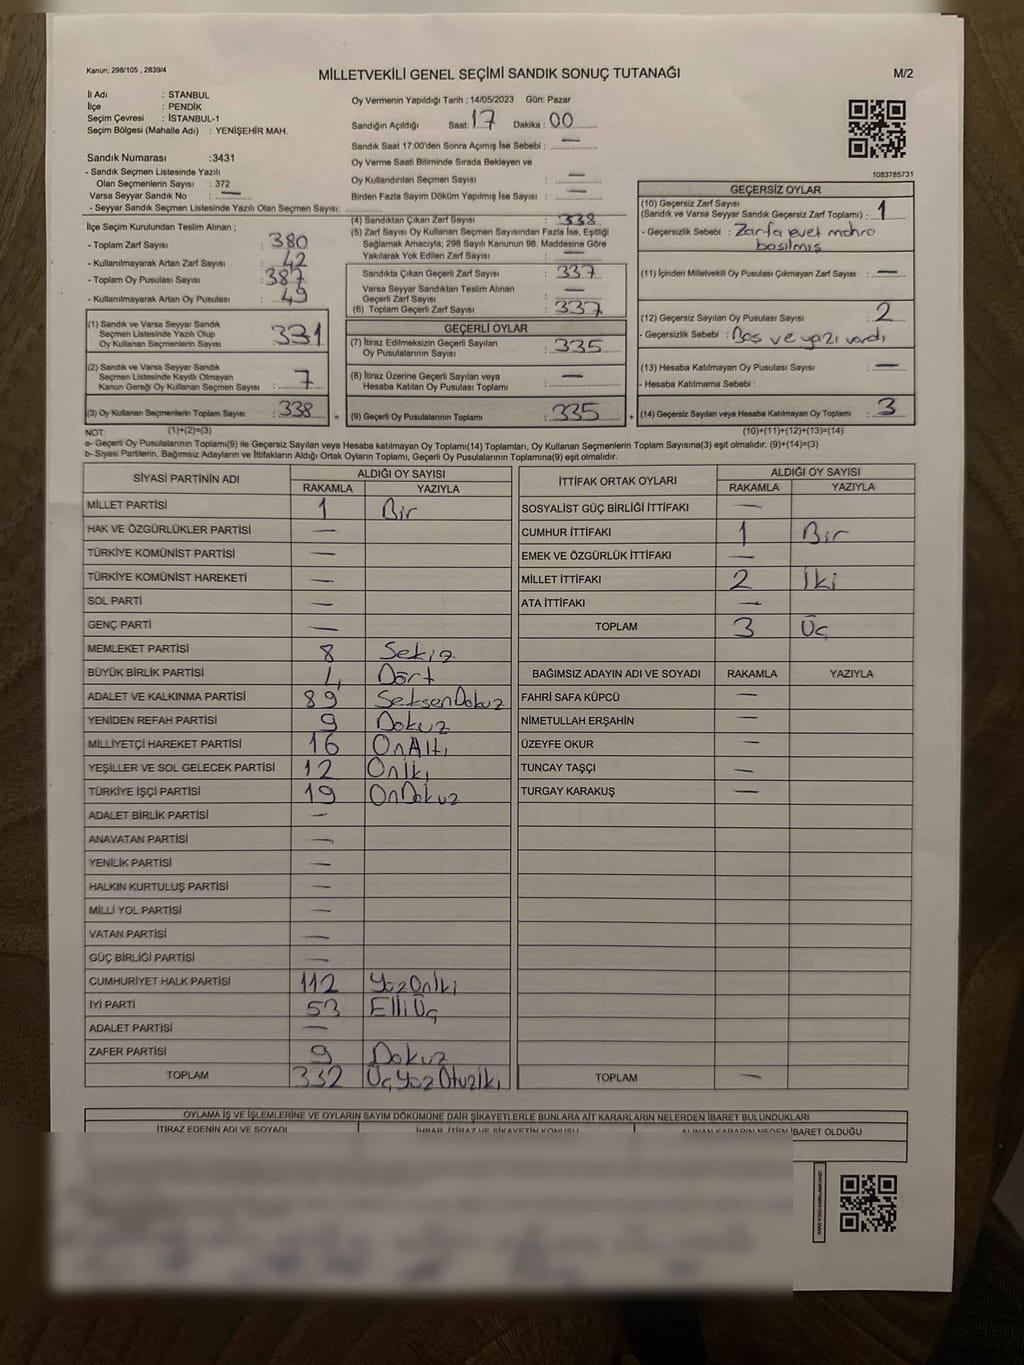 Kanun; 298/105 , 2839/4
MİLLETVEKİLİ GENEL SEÇİMİ SANDIK SONUÇ TUTANAĞI
M/2
İl Adı : STANBUL
İlçe : PENDİK
Seçim Çevresi : İSTANBUL-1
Seçim Bölgesi (Mahalle Adı) : YENİŞEHİR MAH.
Sandık Numarası :3431
- Sandık Seçmen Listesinde Yazılı
Olan Seçmenlerin Sayısı : 372
Varsa Seyyar Sandık No —
- Seyyar Sandık Seçmen Listesinde Yazılı Olan Seçmen Sayısı:
İlçe Seçim Kurulundan Teslim Alınan ;
- Toplam Zarf Sayısı : 380
- Kullanılmayarak Artan Zarf Sayısı : 42
- Toplam Oy Pusulası Sayısı : 387
- Kullanılmayarak Artan Oy Pusulası : 49
(1) Sandık ve Varsa Seyyar Sandık
Seçmen Listesinde Yazılı Olup
Oy Kullanan Seçmenlerin Sayısı : 331
(2) Sandık ve Varsa Seyyar Sandık
Seçmen Listesinde Kayıtlı Olmayan
Kanun Gereği Oy Kullanan Seçmen Sayısı : 7
(3) Oy Kullanan Seçmenlerin Toplam Sayısı : 338
Oy Vermenin Yapıldığı Tarih : 14/05/2023 Gün: Pazar
Sandığın Açıldığı Saat: 17 Dakika : 00
Sandık Saat 17:00'den Sonra Açımış İse Sebebi : —
Oy Verme Saati Bitiminde Sırada Bekleyen ve
Oy Kullandırılan Seçmen Sayısı : —
Birden Fazla Sayım Döküm Yapılmış İse Sayısı : —
(4) Sandıktan Çıkan Zarf Sayısı : 338
(5) Zarf Sayısı Oy Kullanan Seçmen Sayısından Fazla İse, Eşitliği
Sağlamak Amacıyla; 298 Sayılı Kanunun 98. Maddesine Göre
Yakılarak Yok Edilen Zarf Sayısı : —
Sandıkta Çıkan Geçerli Zarf Sayısı : 337
Varsa Seyyar Sandıktan Teslim Alınan
Geçerli Zarf Sayısı : —
(6) Toplam Geçerli Zarf Sayısı : 337
GEÇERLİ OYLAR
(7) İtiraz Edilmeksizin Geçerli Sayılan
Oy Pusulalarının Sayısı : 335
(8) İtiraz Üzerine Geçerli Sayılan veya
Hesaba Katılan Oy Pusulası Toplamı : —
= (9) Geçerli Oy Pusulalarının Toplamı : 335 +
1083785731
GEÇERSİZ OYLAR
(10) Geçersiz Zarf Sayısı
(Sandık ve Varsa Seyyar Sandık Geçersiz Zarf Toplamı) : 1
- Geçersizlik Sebebi : Zarfa evet mührü
basılmış
(11) İçinden Milletvekili Oy Pusulası Çıkmayan Zarf Sayısı : —
(12) Geçersiz Sayılan Oy Pusulası Sayısı : 2
- Geçersizlik Sebebi : Boş ve yazı vardı
(13) Hesaba Katılmayan Oy Sayısı : —
- Hesaba Katılmama Sebebi :
(14) Geçersiz Sayılan veya Hesaba Katılmayan Oy Toplamı : 3
NOT: (1)+(2)=(3) (10)+(11)+(12)+(13)=(14)
a- Geçerli Oy Pusulalarının Toplamı(9) ile Geçersiz Sayılan veya Hesaba katılmayan Oy Toplamı(14) Toplamları, Oy Kullanan Seçmenlerin Toplam Sayısına(3) eşit olmalıdır. (9)+(14)=(3)
b- Siyasi Partilerin, Bağımsız Adayların ve İttifakların Aldığı Ortak Oyların Toplamı, Geçerli Oy Pusulalarının Toplamına(9) eşit olmalıdır.
SİYASİ PARTİNİN ADI ALDIĞI OY SAYISI
RAKAMLA YAZIYLA
MİLLET PARTİSİ 1 Bir
HAK VE ÖZGÜRLÜKLER PARTİSİ —
TÜRKİYE KOMÜNİST PARTİSİ —
TÜRKİYE KOMÜNİST HAREKETİ —
SOL PARTİ —
GENÇ PARTİ —
MEMLEKET PARTİSİ 8 Sekiz
BÜYÜK BİRLİK PARTİSİ 4 Dört
ADALET VE KALKINMA PARTİSİ 89 SeksenDokuz
YENİDEN REFAH PARTİSİ 9 Dokuz
MİLLİYETÇİ HAREKET PARTİSİ 16 OnAltı
YEŞİLLER VE SOL GELECEK PARTİSİ 12 Oniki
TÜRKİYE İŞÇİ PARTİSİ 19 OnDokuz
ADALET BİRLİK PARTİSİ —
ANAVATAN PARTİSİ —
YENİLİK PARTİSİ —
HALKIN KURTULUŞ PARTİSİ —
MİLLİ YOL PARTİSİ —
VATAN PARTİSİ —
GÜÇ BİRLİĞİ PARTİSİ —
CUMHURİYET HALK PARTİSİ 112 YüzOniki
İYİ PARTİ 53 ElliÜç
ADALET PARTİSİ —
ZAFER PARTİSİ 9 Dokuz
TOPLAM 332 ÜçYüzOtuziki
İTTİFAK ORTAK OYLARI ALDIĞI OY SAYISI
RAKAMLA YAZIYLA
SOSYALİST GÜÇ BİRLİĞİ İTTİFAKI —
CUMHUR İTTİFAKI 1 Bir
EMEK VE ÖZGÜRLÜK İTTİFAKI —
MİLLET İTTİFAKI 2 İki
ATA İTTİFAKI —
TOPLAM 3 Üç
BAĞIMSIZ ADAYIN ADI VE SOYADI RAKAMLA YAZIYLA
FAHRİ SAFA KÜPCÜ —
NİMETULLAH ERŞAHİN —
ÜZEYFE OKUR —
TUNCAY TAŞÇI —
TURGAY KARAKUŞ —
TOPLAM —
OYLAMA İŞ VE İŞLEMLERİNE VE OYLARIN SAYIM DÖKÜMÜNE DAİR ŞİKAYETLERLE BUNLARA AİT KARARLARIN NELERDEN İBARET BULUNDUKLARI
İTİRAZ EDENİN ADI VE SOYADI İHBAR, İTİRAZ VE ŞİKAYETİN KONUSU ALINAN KARARIN NEDEN İBARET OLDUĞU